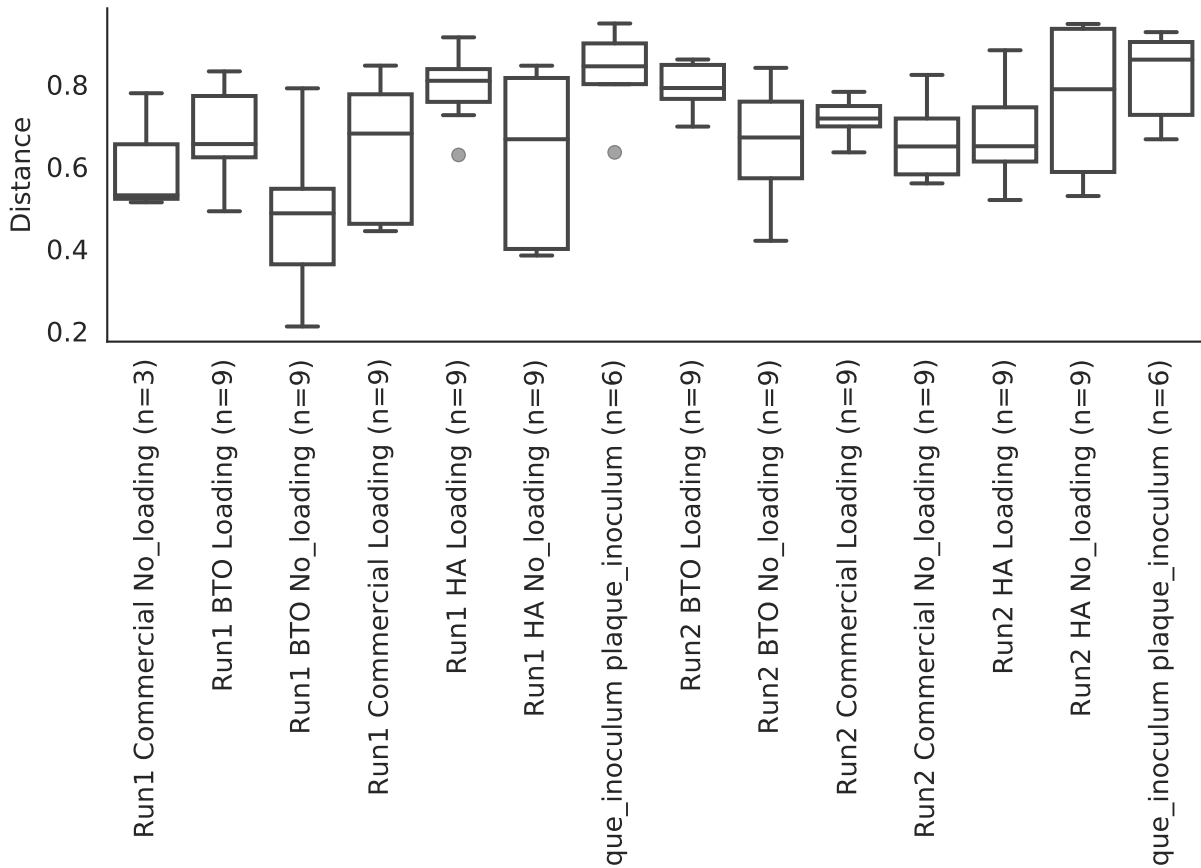 Distance
0.8
0.6
0.4
0.2
Run1 Commercial No_loading (n=3)
Run1 BTO Loading (n=9)
Run1 BTO No_loading (n=9)
Run1 Commercial Loading (n=9)
Run1 HA Loading (n=9)
Run1 HA No_loading (n=9)
que_inoculum plaque_inoculum (n=6)
Run2 BTO Loading (n=9)
Run2 BTO No_loading (n=9)
Run2 Commercial Loading (n=9)
Run2 Commercial No_loading (n=9)
Run2 HA Loading (n=9)
Run2 HA No_loading (n=9)
que_inoculum plaque_inoculum (n=6)